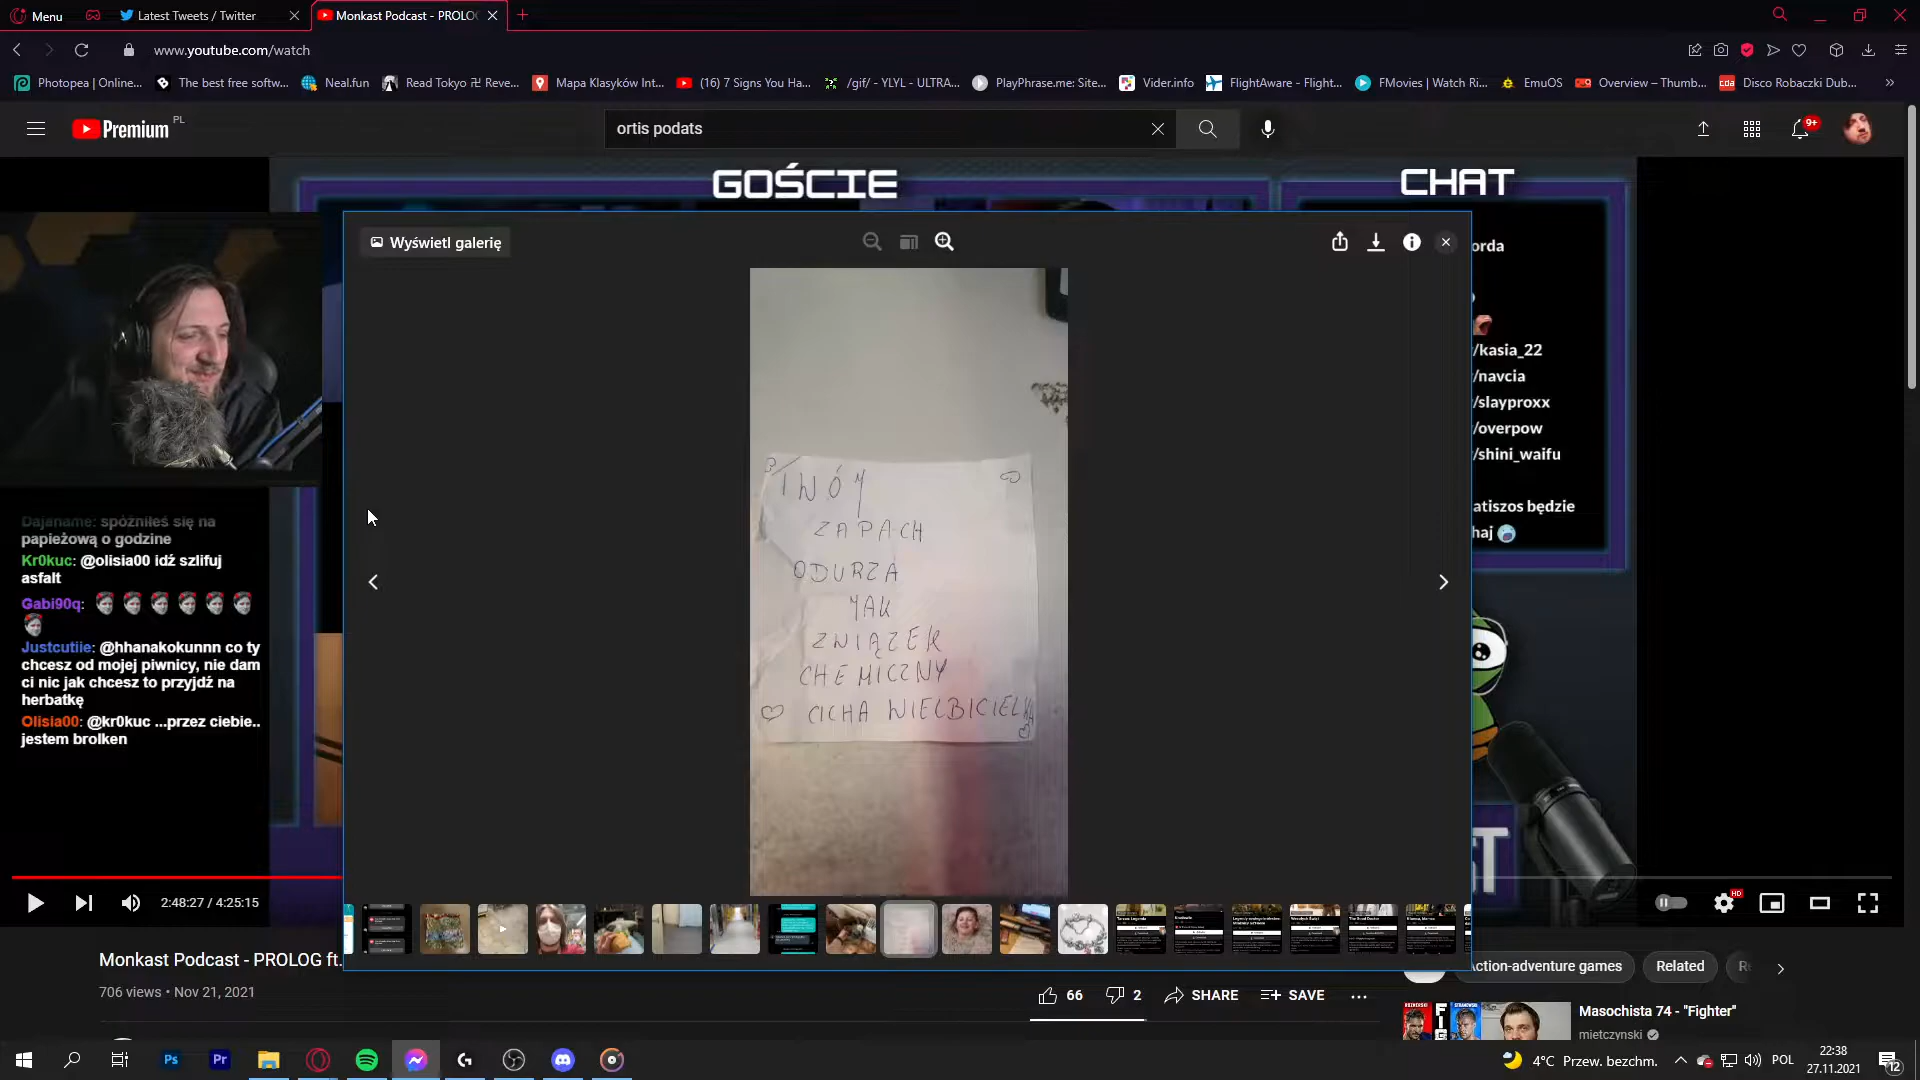 Menu
Latest Tweets / Twitter
Monkast Podcast - PROLOG
www.youtube.com/watch
Photopea | Online...
The best free softw...
Neal.fun
Read Tokyo 卍 Reve...
Mapa Klasyków Int...
(16) 7 Signs You Ha...
/gif/ - YLYL - ULTRA...
PlayPhrase.me: Site...
Vider.info
FlightAware - Flight...
FMovies | Watch Ri...
EmuOS
Overview – Thumb...
Disco Robaczki Dub...
Premium PL
ortis podats
9+
GOŚCIE
CHAT
Wyświetl galerię
orda
/kasia_22
/navcia
/slayproxx
/overpow
/shini_waifu
atiszos będzie
haj
TWÓJ
ZAPACH
ODURZA
JAK
ZWIĄZEK
CHEMICZNY
CICHA WIELBICIELKA
Dajaname: spóźniłeś się na
papieżową o godzine
Kr0kuc: @olisia00 idź szlifuj
asfalt
Gabi90q:
Justcutiie: @hhanakokunnn co ty
chcesz od mojej piwnicy, nie dam
ci nic jak chcesz to przyjdź na
herbatkę
Olisia00: @kr0kuc ...przez ciebie..
jestem brolken
2:48:27 / 4:25:15
HD
Monkast Podcast - PROLOG ft.
706 views • Nov 21, 2021
66
2
SHARE
SAVE
Action-adventure games
Related
Masochista 74 - "Fighter"
mietczynski
Ps
Pr
4°C Przew. bezchm.
POL
22:38
27.11.2021
12